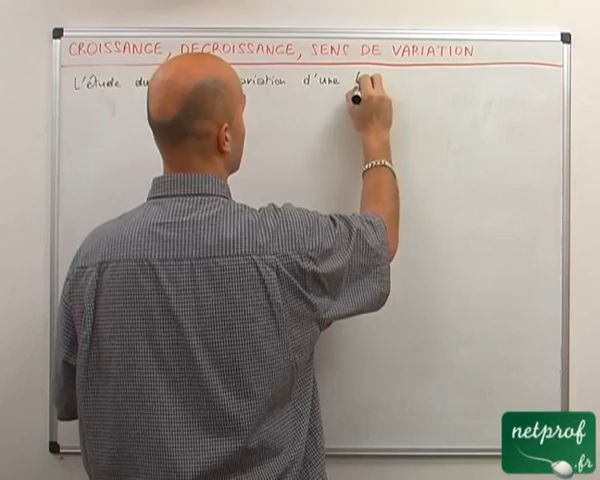 CROISSANCE, DECROISSANCE, SENS DE VARIATION
L'étude du d'une
netprof
.fr